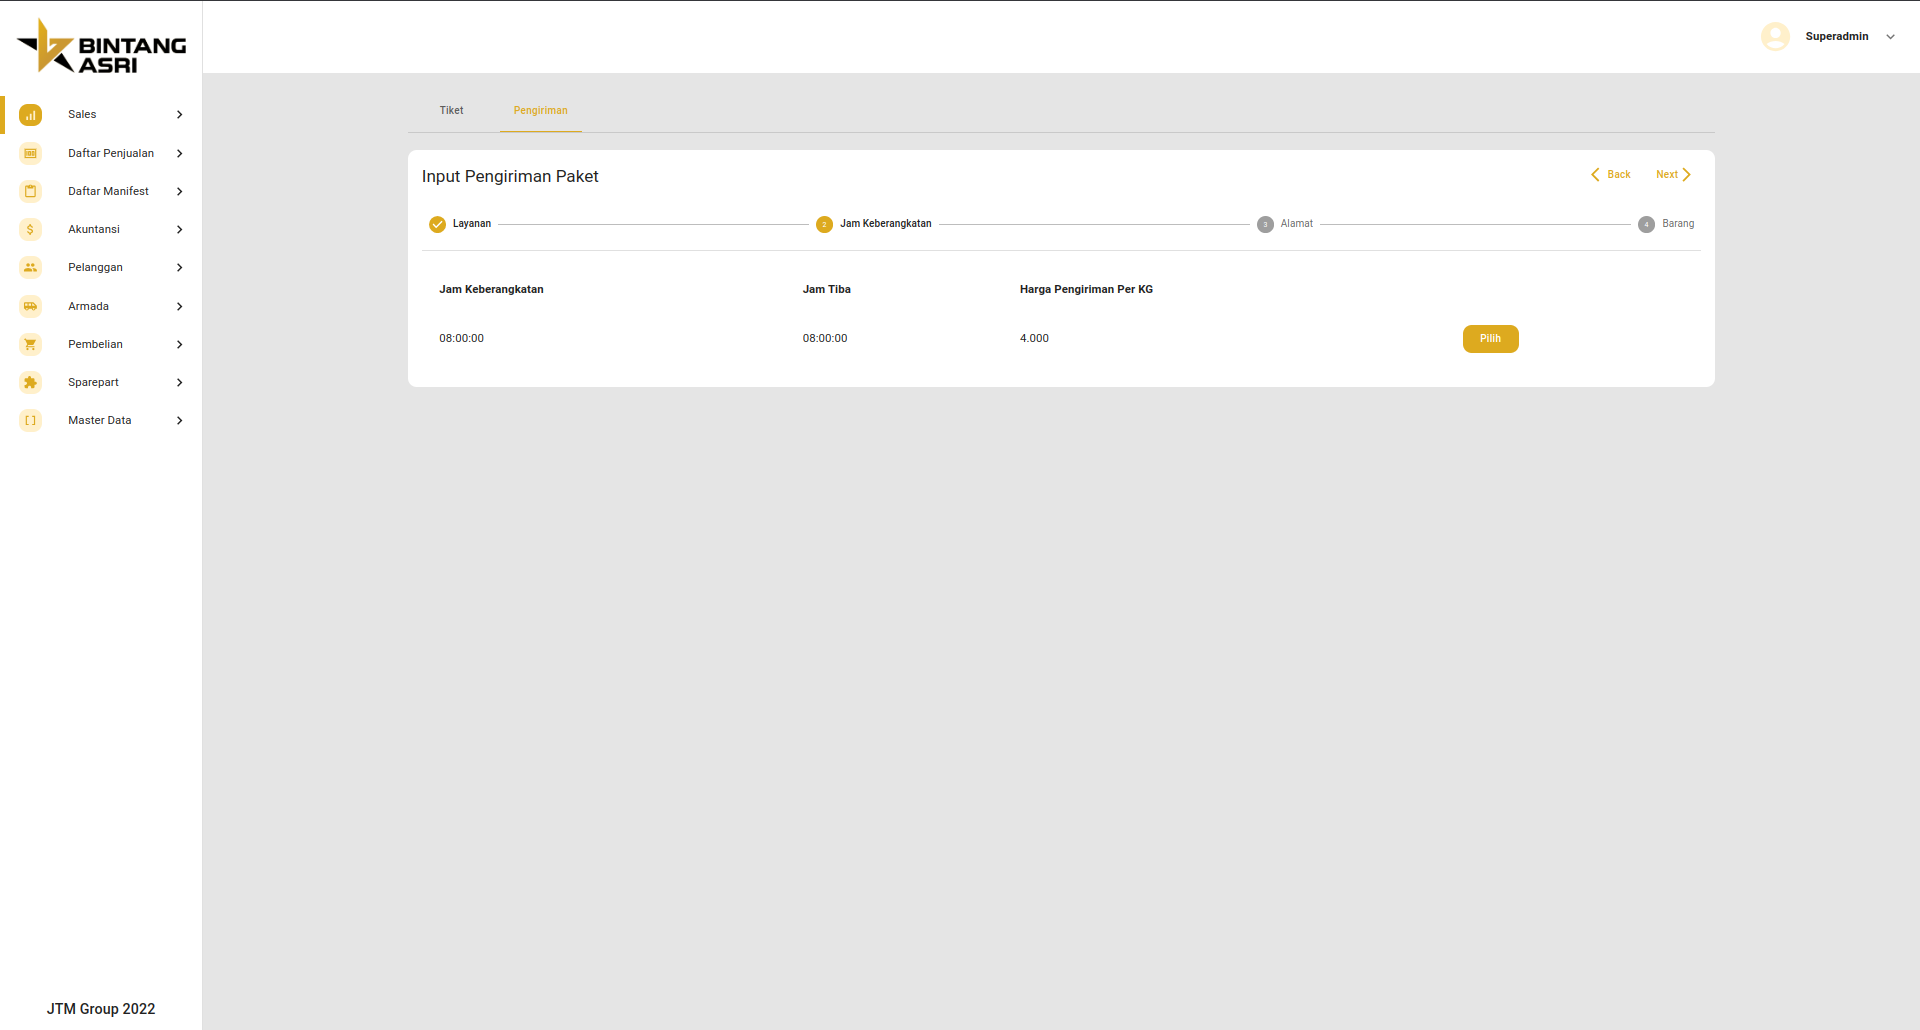 BINTANG
ASRI
Superadmin
Sales
Daftar Penjualan
Daftar Manifest
Akuntansi
Pelanggan
Armada
Pembelian
Sparepart
Master Data
JTM Group 2022
Tiket
Pengiriman
Input Pengiriman Paket
Back
Next
Layanan
2 Jam Keberangkatan
3 Alamat
4 Barang
Jam Keberangkatan
Jam Tiba
Harga Pengiriman Per KG
08:00:00
08:00:00
4.000
Pilih